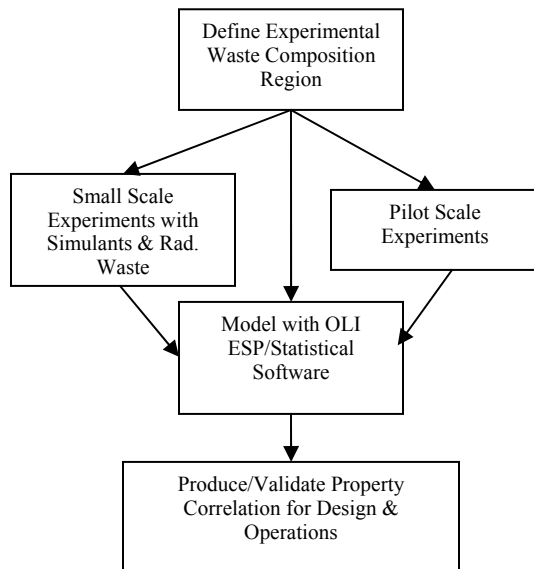 Define Experimental
Waste Composition
Region
Small Scale
Experiments with
Simulants & Rad.
Waste
Pilot Scale
Experiments
Model with OLI
ESP/Statistical
Software
Produce/Validate Property
Correlation for Design &
Operations